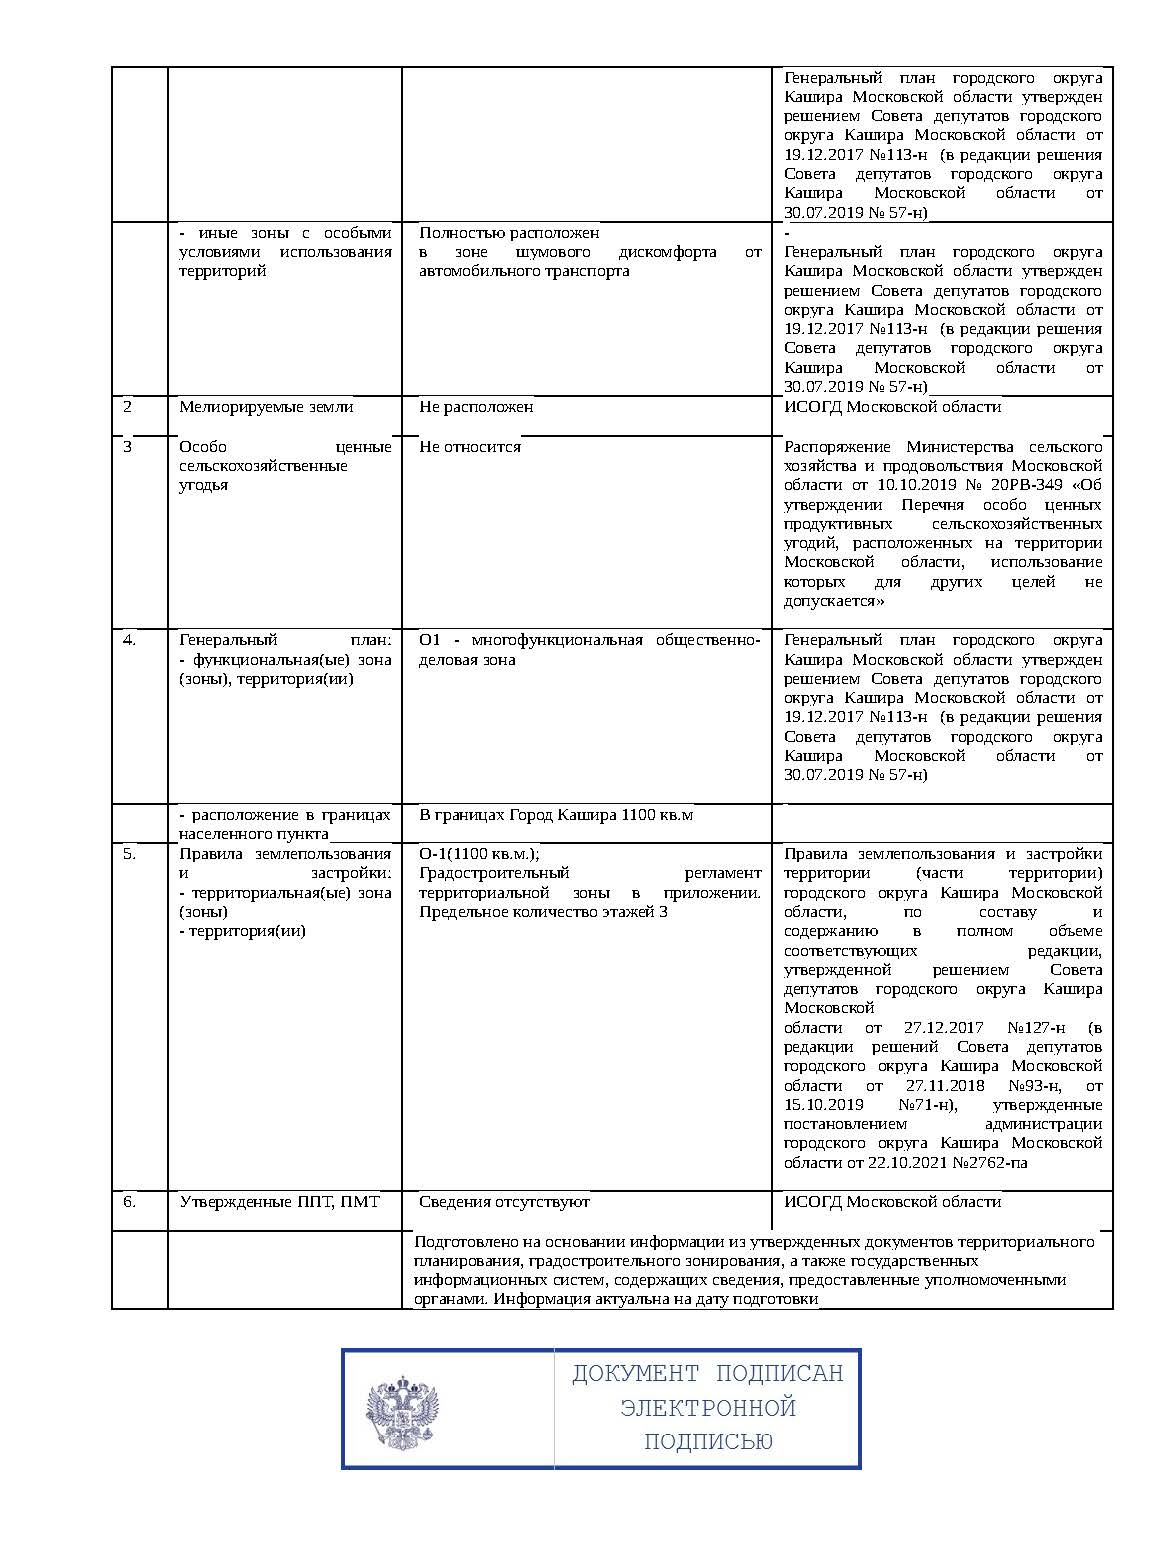 Генеральный план городского округа
Кашира Московской области утвержден
решением Совета депутатов городского
округа Кашира Московской области от
19.12.2017 №113-н (в редакции решения
Совета депутатов городского округа
Кашира Московской области от
30.07.2019 № 57-н)
- иные зоны с особыми
условиями использования
территорий
Полностью расположен
в зоне шумового дискомфорта от
автомобильного транспорта
-
Генеральный план городского округа
Кашира Московской области утвержден
решением Совета депутатов городского
округа Кашира Московской области от
19.12.2017 №113-н (в редакции решения
Совета депутатов городского округа
Кашира Московской области от
30.07.2019 № 57-н)
2
Мелиорируемые земли
Не расположен
ИСОГД Московской области
3
Особо ценные
сельскохозяйственные
угодья
Не относится
Распоряжение Министерства сельского
хозяйства и продовольствия Московской
области от 10.10.2019 № 20РВ-349 «Об
утверждении Перечня особо ценных
продуктивных сельскохозяйственных
угодий, расположенных на территории
Московской области, использование
которых для других целей не
допускается»
4.
Генеральный план:
- функциональная(ые) зона
(зоны), территория(ии)
О1 - многофункциональная общественно-
деловая зона
Генеральный план городского округа
Кашира Московской области утвержден
решением Совета депутатов городского
округа Кашира Московской области от
19.12.2017 №113-н (в редакции решения
Совета депутатов городского округа
Кашира Московской области от
30.07.2019 № 57-н)
- расположение в границах
населенного пункта
В границах Город Кашира 1100 кв.м
5.
Правила землепользования
и застройки:
- территориальная(ые) зона
(зоны)
- территория(ии)
О-1(1100 кв.м.);
Градостроительный регламент
территориальной зоны в приложении.
Предельное количество этажей 3
Правила землепользования и застройки
территории (части территории)
городского округа Кашира Московской
области, по составу и
содержанию в полном объеме
соответствующих редакции,
утвержденной решением Совета
депутатов городского округа Кашира
Московской
области от 27.12.2017 №127-н (в
редакции решений Совета депутатов
городского округа Кашира Московской
области от 27.11.2018 №93-н, от
15.10.2019 №71-н), утвержденные
постановлением администрации
городского округа Кашира Московской
области от 22.10.2021 №2762-па
6.
Утвержденные ППТ, ПМТ
Сведения отсутствуют
ИСОГД Московской области
Подготовлено на основании информации из утвержденных документов территориального
планирования, градостроительного зонирования, а также государственных
информационных систем, содержащих сведения, предоставленные уполномоченными
органами. Информация актуальна на дату подготовки
ДОКУМЕНТ ПОДПИСАН
ЭЛЕКТРОННОЙ
ПОДПИСЬЮ